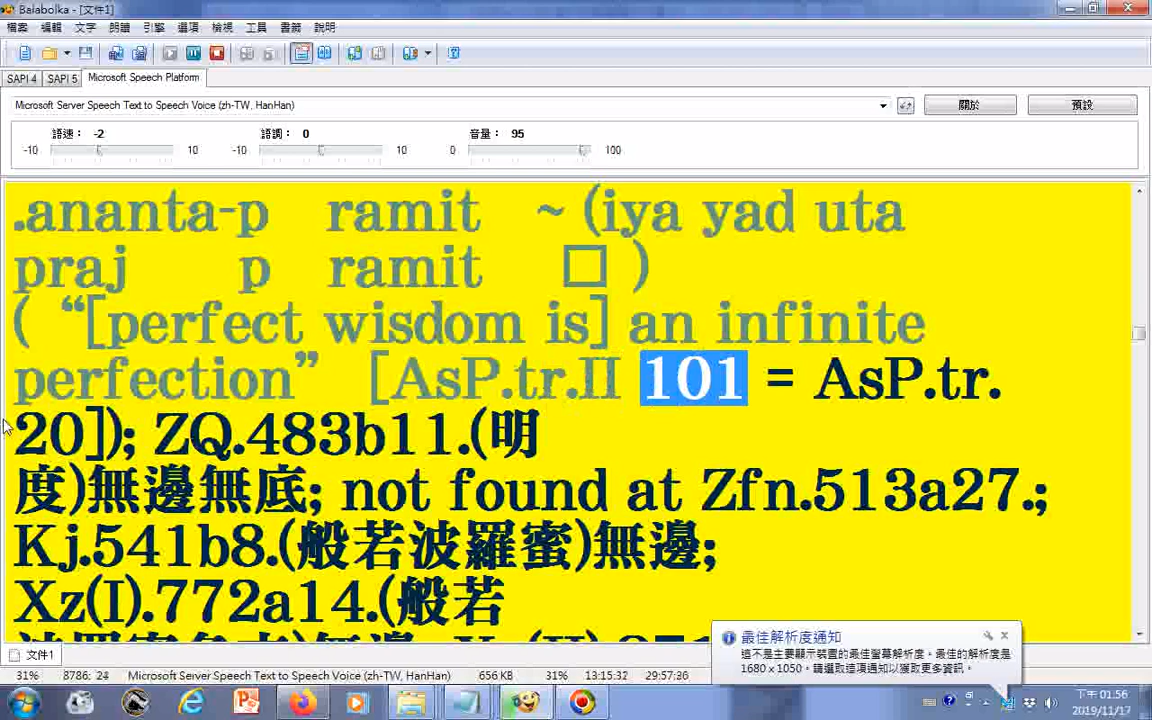 Balabolka - [文件1]
檔案 編輯 文字 朗讀 引擎 選項 檢視 工具 書籤 說明
SAPI 4 SAPI 5 Microsoft Speech Platform
Microsoft Server Speech Text to Speech Voice (zh-TW, HanHan) 關於 預設
語速： -2 語調： 0 音量： 95
-10 10 -10 10 0 100
.ananta-p ramit ~ (iya yad uta
praj p ramit □ )
( “[perfect wisdom is] an infinite
perfection” [AsP.tr.II 101 = AsP.tr.
20]); ZQ.483b11.(明
度)無邊無底; not found at Zfn.513a27.;
Kj.541b8.(般若波羅蜜)無邊;
Xz(I).772a14.(般若
最佳解析度通知
這不是主要顯示裝置的最佳螢幕解析度。最佳的解析度是
1680 x 1050。請選取這項通知以獲取更多資訊。
文件1
31% 8786: 24 Microsoft Server Speech Text to Speech Voice (zh-TW, HanHan) 656 KB 13:15:32 29:57:36
下午 01:56
2019/11/17